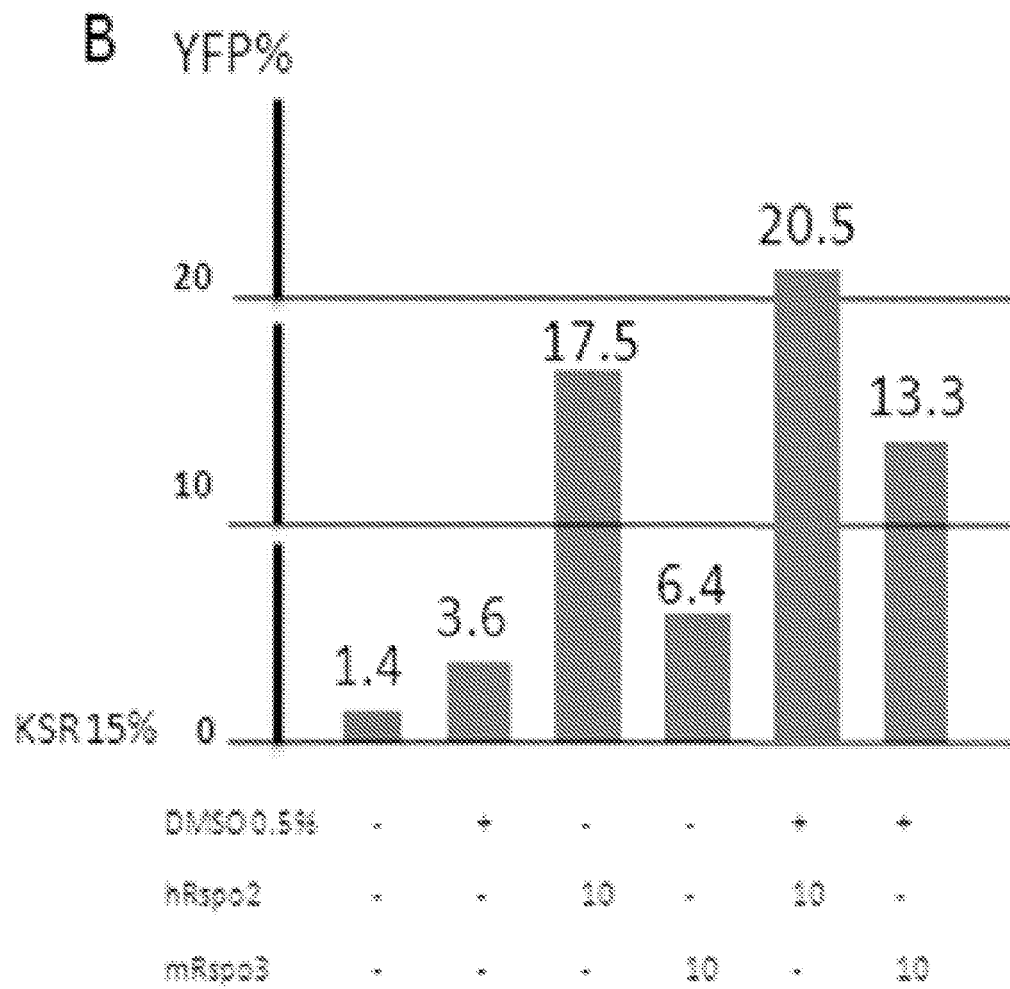 B YFP%
20.5
20
17.5
13.3
10
6.4
3.6
1.4
KSR 15% 0
DMSO 0.5% - + - - + +
hRspo2 - - 10 - 10 -
mRspo3 - - - 10 - 10